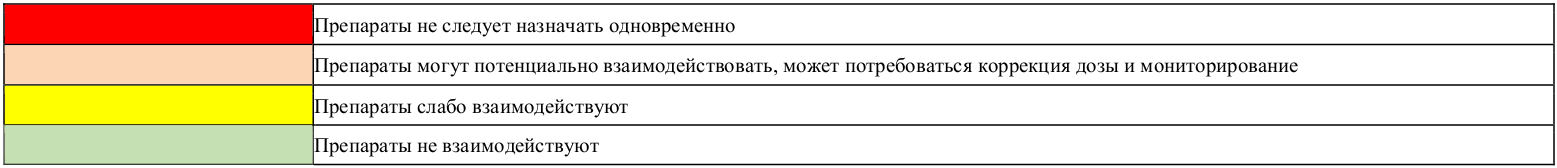 Препараты не следует назначать одновременно
Препараты могут потенциально взаимодействовать, может потребоваться коррекция дозы и мониторирование
Препараты слабо взаимодействуют
Препараты не взаимодействуют